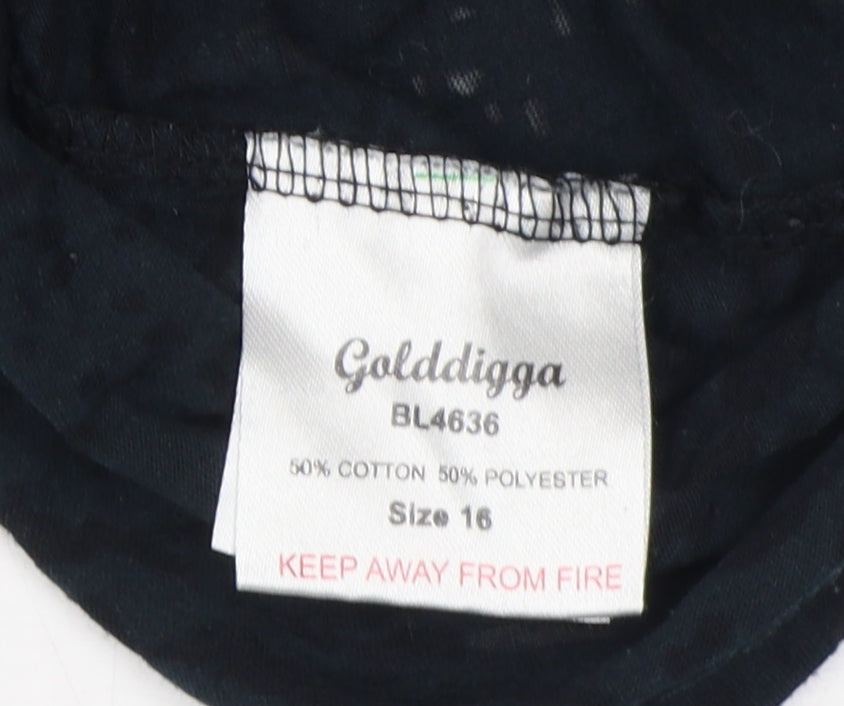 Golddigga
BL4636
50% COTTON 50% POLYESTER
Size 16
KEEP AWAY FROM FIRE